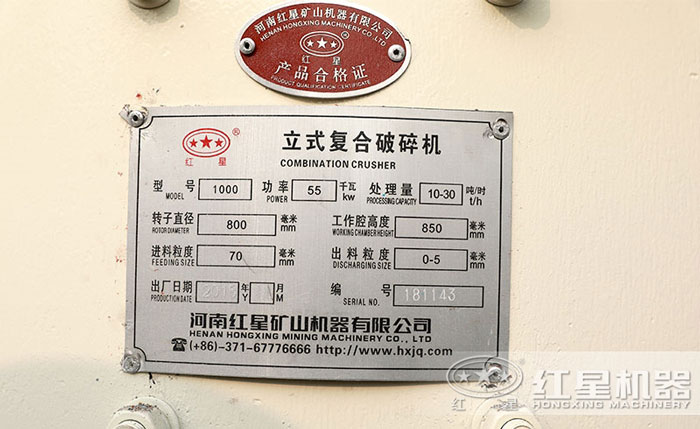 河南红星矿山机器有限公司
HENAN HONGXING MACHINERY CO.,LTD
®
红 星
产品合格证
PRODUCT QUALIFICATION CERTIFICATE
®
红 星
立式复合破碎机
COMBINATION CRUSHER
型 号 1000 功 率 55 千瓦 处 理 量 10-30 吨/时
MODEL POWER kw PROCESSING CAPACITY t/h
转子直径 800 毫米 工作腔高度 850 毫米
ROTOR DIAMETER mm WORKING CHAMBER HEIGHT mm
进料粒度 70 毫米 出 料 粒 度 0-5 毫米
FEEDING SIZE mm DISCHARGING SIZE mm
出厂日期 年 月 编 号 181143
PRODUCTION DATE Y M SERIAL NO.
河南红星矿山机器有限公司
HENAN HONGXING MINING MACHINERY CO., LTD
☎(+86)-371-67776666 http://www.hxjq.com
红 星
®
红星机器
HONGXING MACHINERY